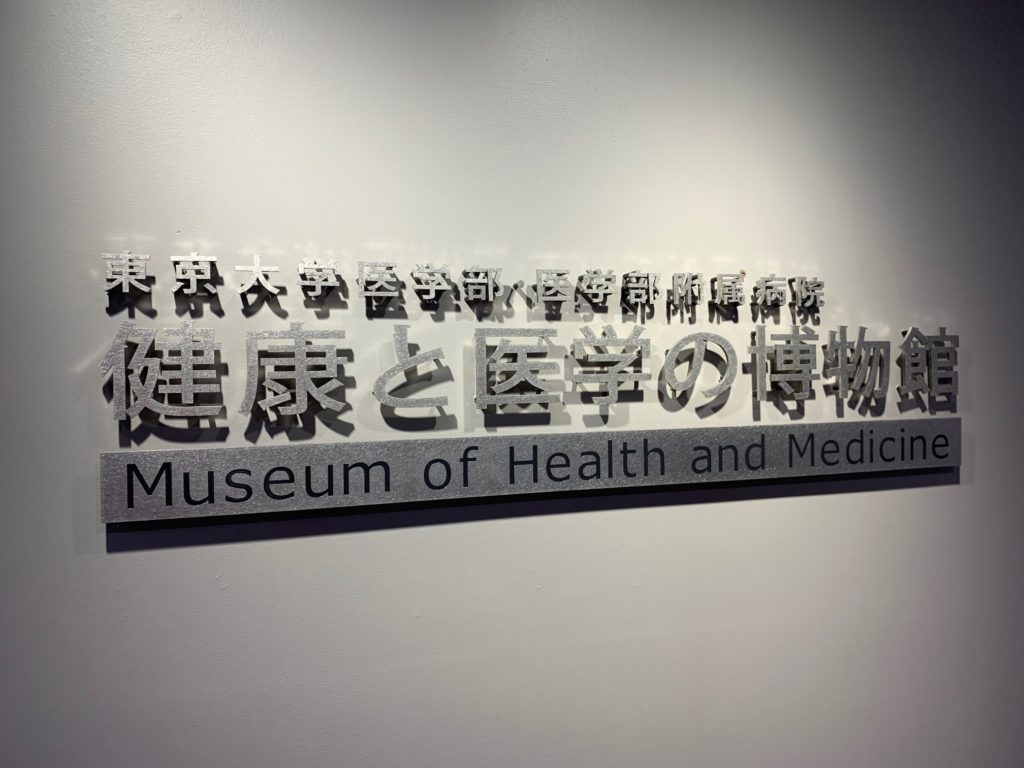 東京大学医学部・医学部附属病院
健康と医学の博物館
Museum of Health and Medicine